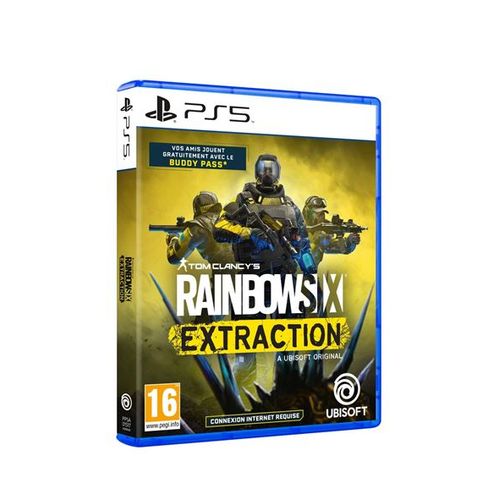 PS5
PS5
VOS AMIS JOUENT
GRATUITEMENT AVEC LE
BUDDY PASS*
TOM CLANCY'S
RAINBOW SIX
EXTRACTION
A UBISOFT ORIGINAL
RAINBOW SIX
EXTRACTION
16
www.pegi.info
CONNEXION INTERNET REQUISE
UBISOFT